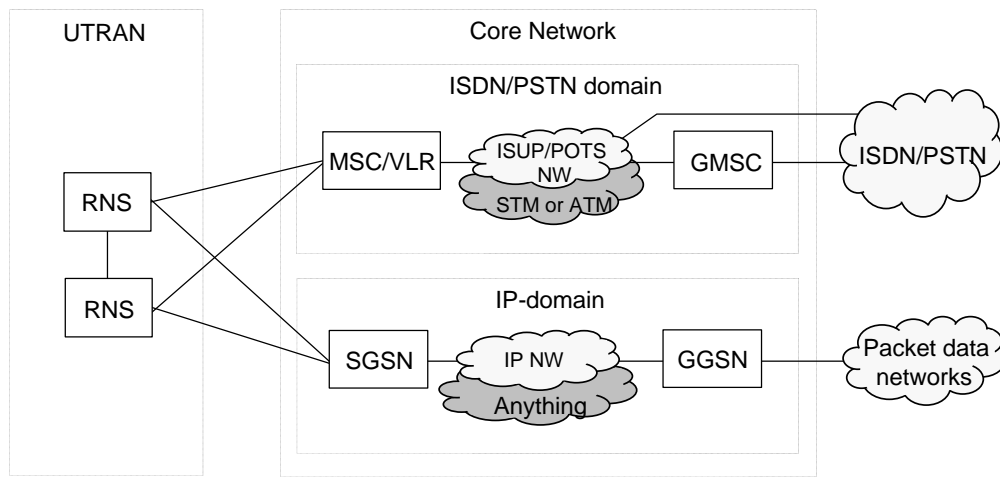 UTRAN
Core Network
ISDN/PSTN domain
MSC/VLR
ISUP/POTS
NW
STM or ATM
GMSC
ISDN/PSTN
RNS
RNS
IP-domain
SGSN
IP NW
Anything
GGSN
Packet data
networks